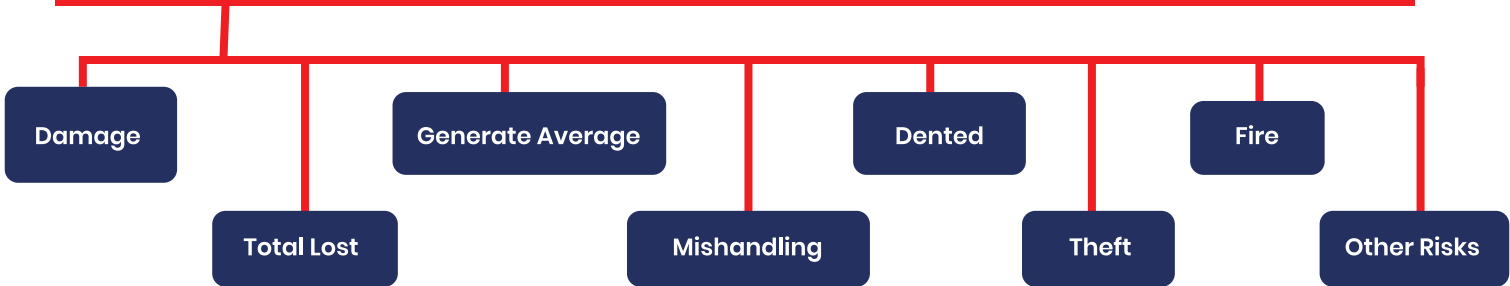 Damage
Generate Average
Dented
Fire
Total Lost
Mishandling
Theft
Other Risks